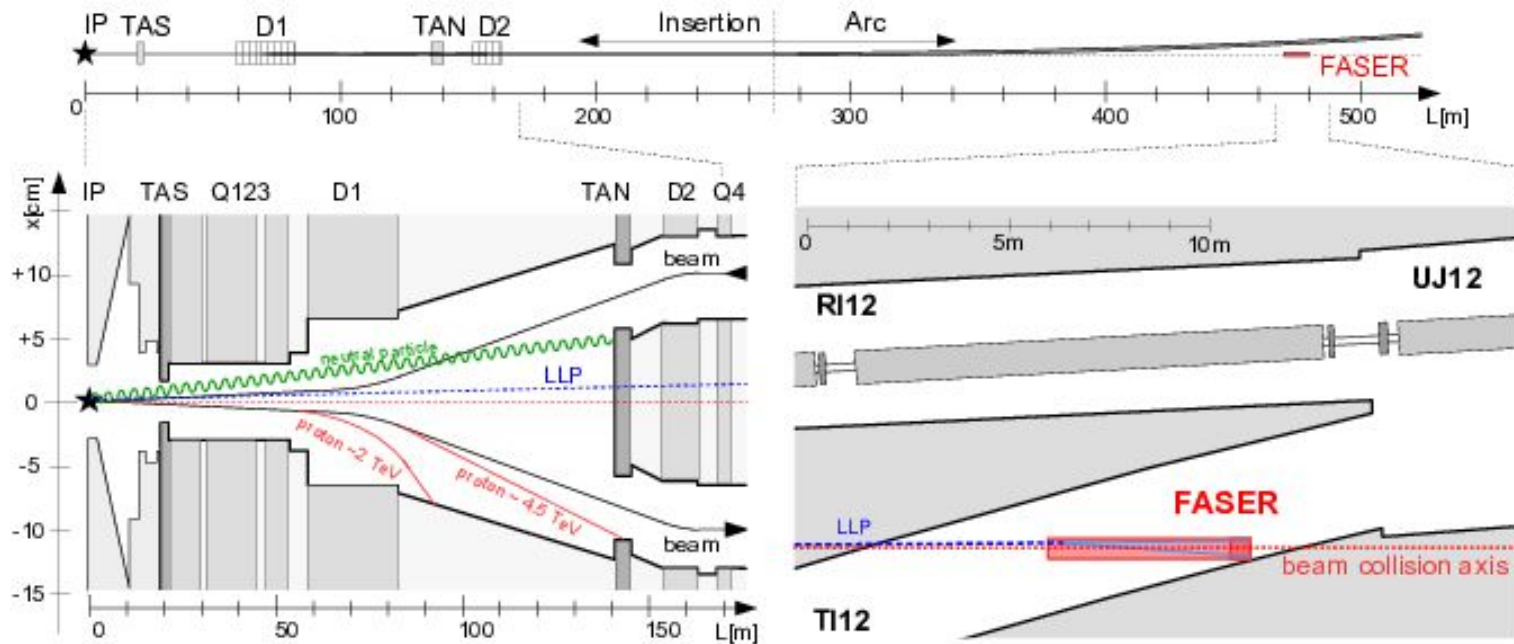 IP TAS D1 TAN D2 Insertion Arc
FASER
0 100 200 300 400 500 L[m]
IP TAS Q123 D1 TAN D2 Q4
x[cm]
+10
+5
0
-5
-10
-15
beam
neutral particle
LLP
proton ~2 TeV
proton ~ 4.5 TeV
beam
0 50 100 150 L[m]
0 5m 10m
RI12
UJ12
FASER
LLP
beam collision axis
TI12